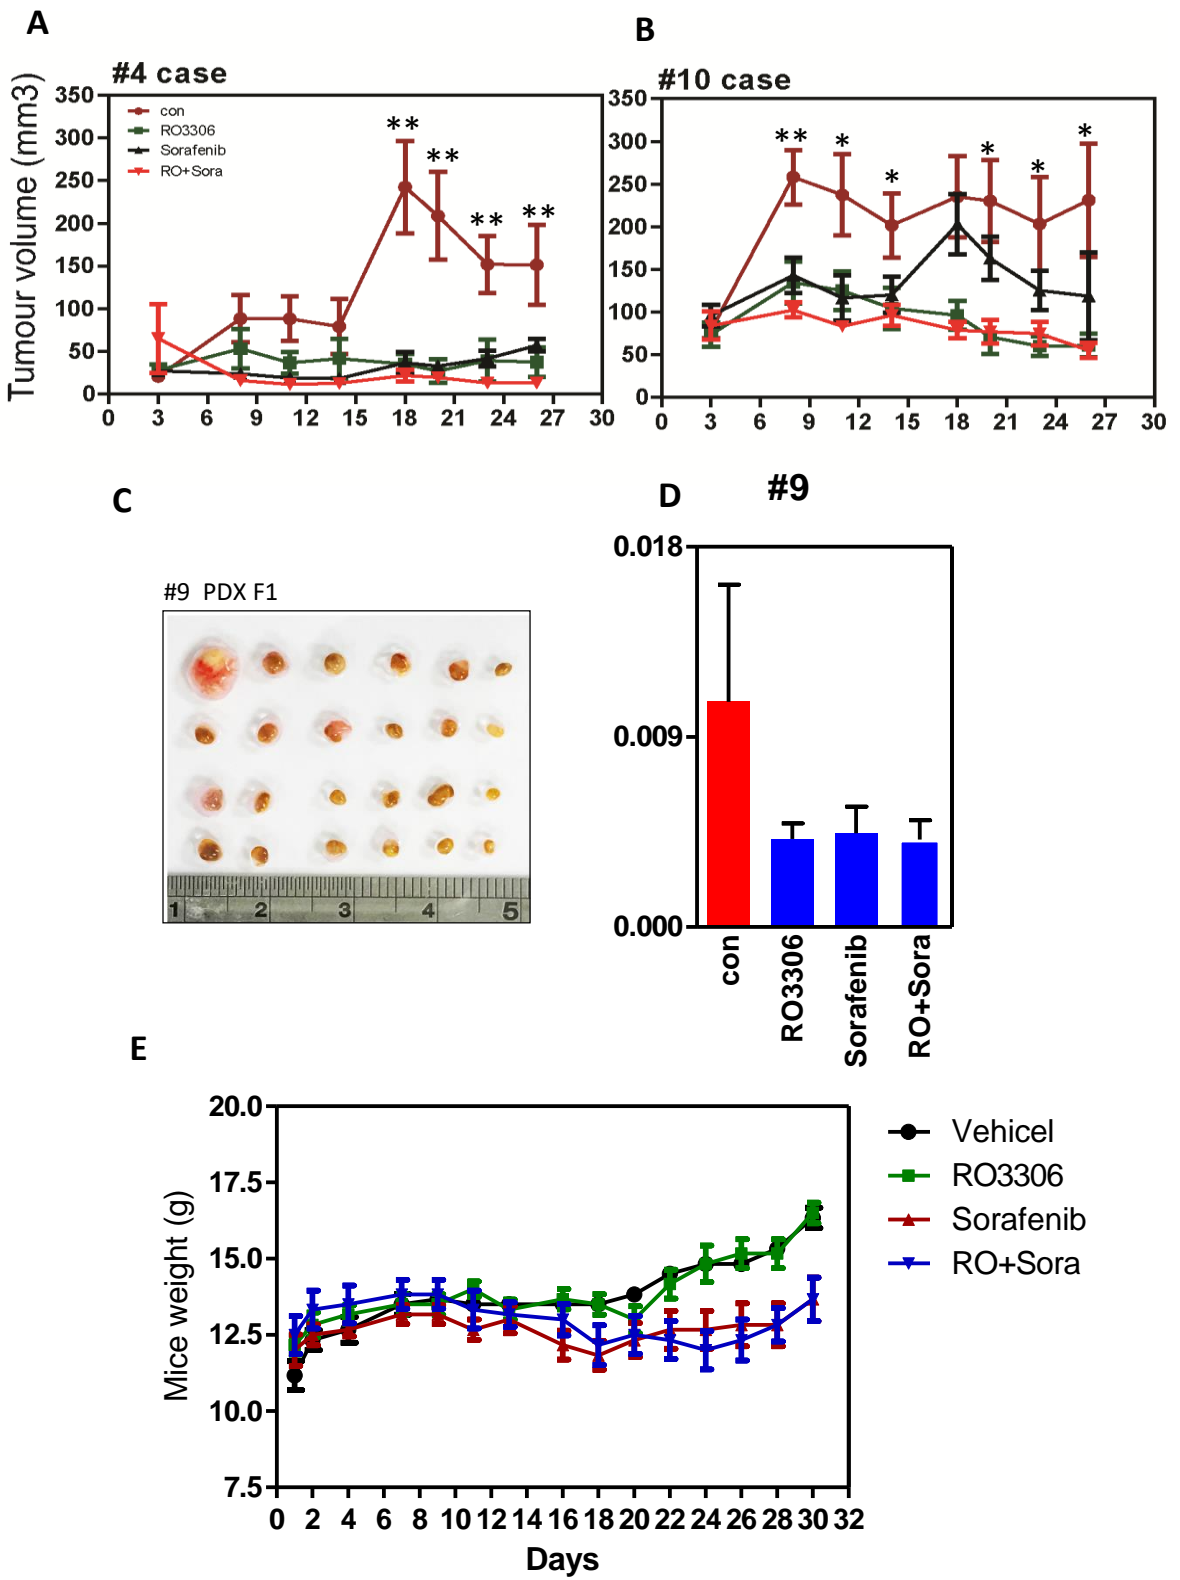 A
B
#4 case
#10 case
Tumour volume (mm3)
350
300
250
200
150
100
50
0
con
RO3306
Sorafenib
RO+Sora
** ** ** **
0 3 6 9 12 15 18 21 24 27 30
350
300
250
200
150
100
50
0
** * * * * *
0 3 6 9 12 15 18 21 24 27 30
C
D
#9
#9 PDX F1
1 2 3 4 5
0.018
0.009
0.000
con
RO3306
Sorafenib
RO+Sora
E
Mice weight (g)
20.0
17.5
15.0
12.5
10.0
7.5
0 2 4 6 8 10 12 14 16 18 20 22 24 26 28 30 32
Days
Vehicel
RO3306
Sorafenib
RO+Sora